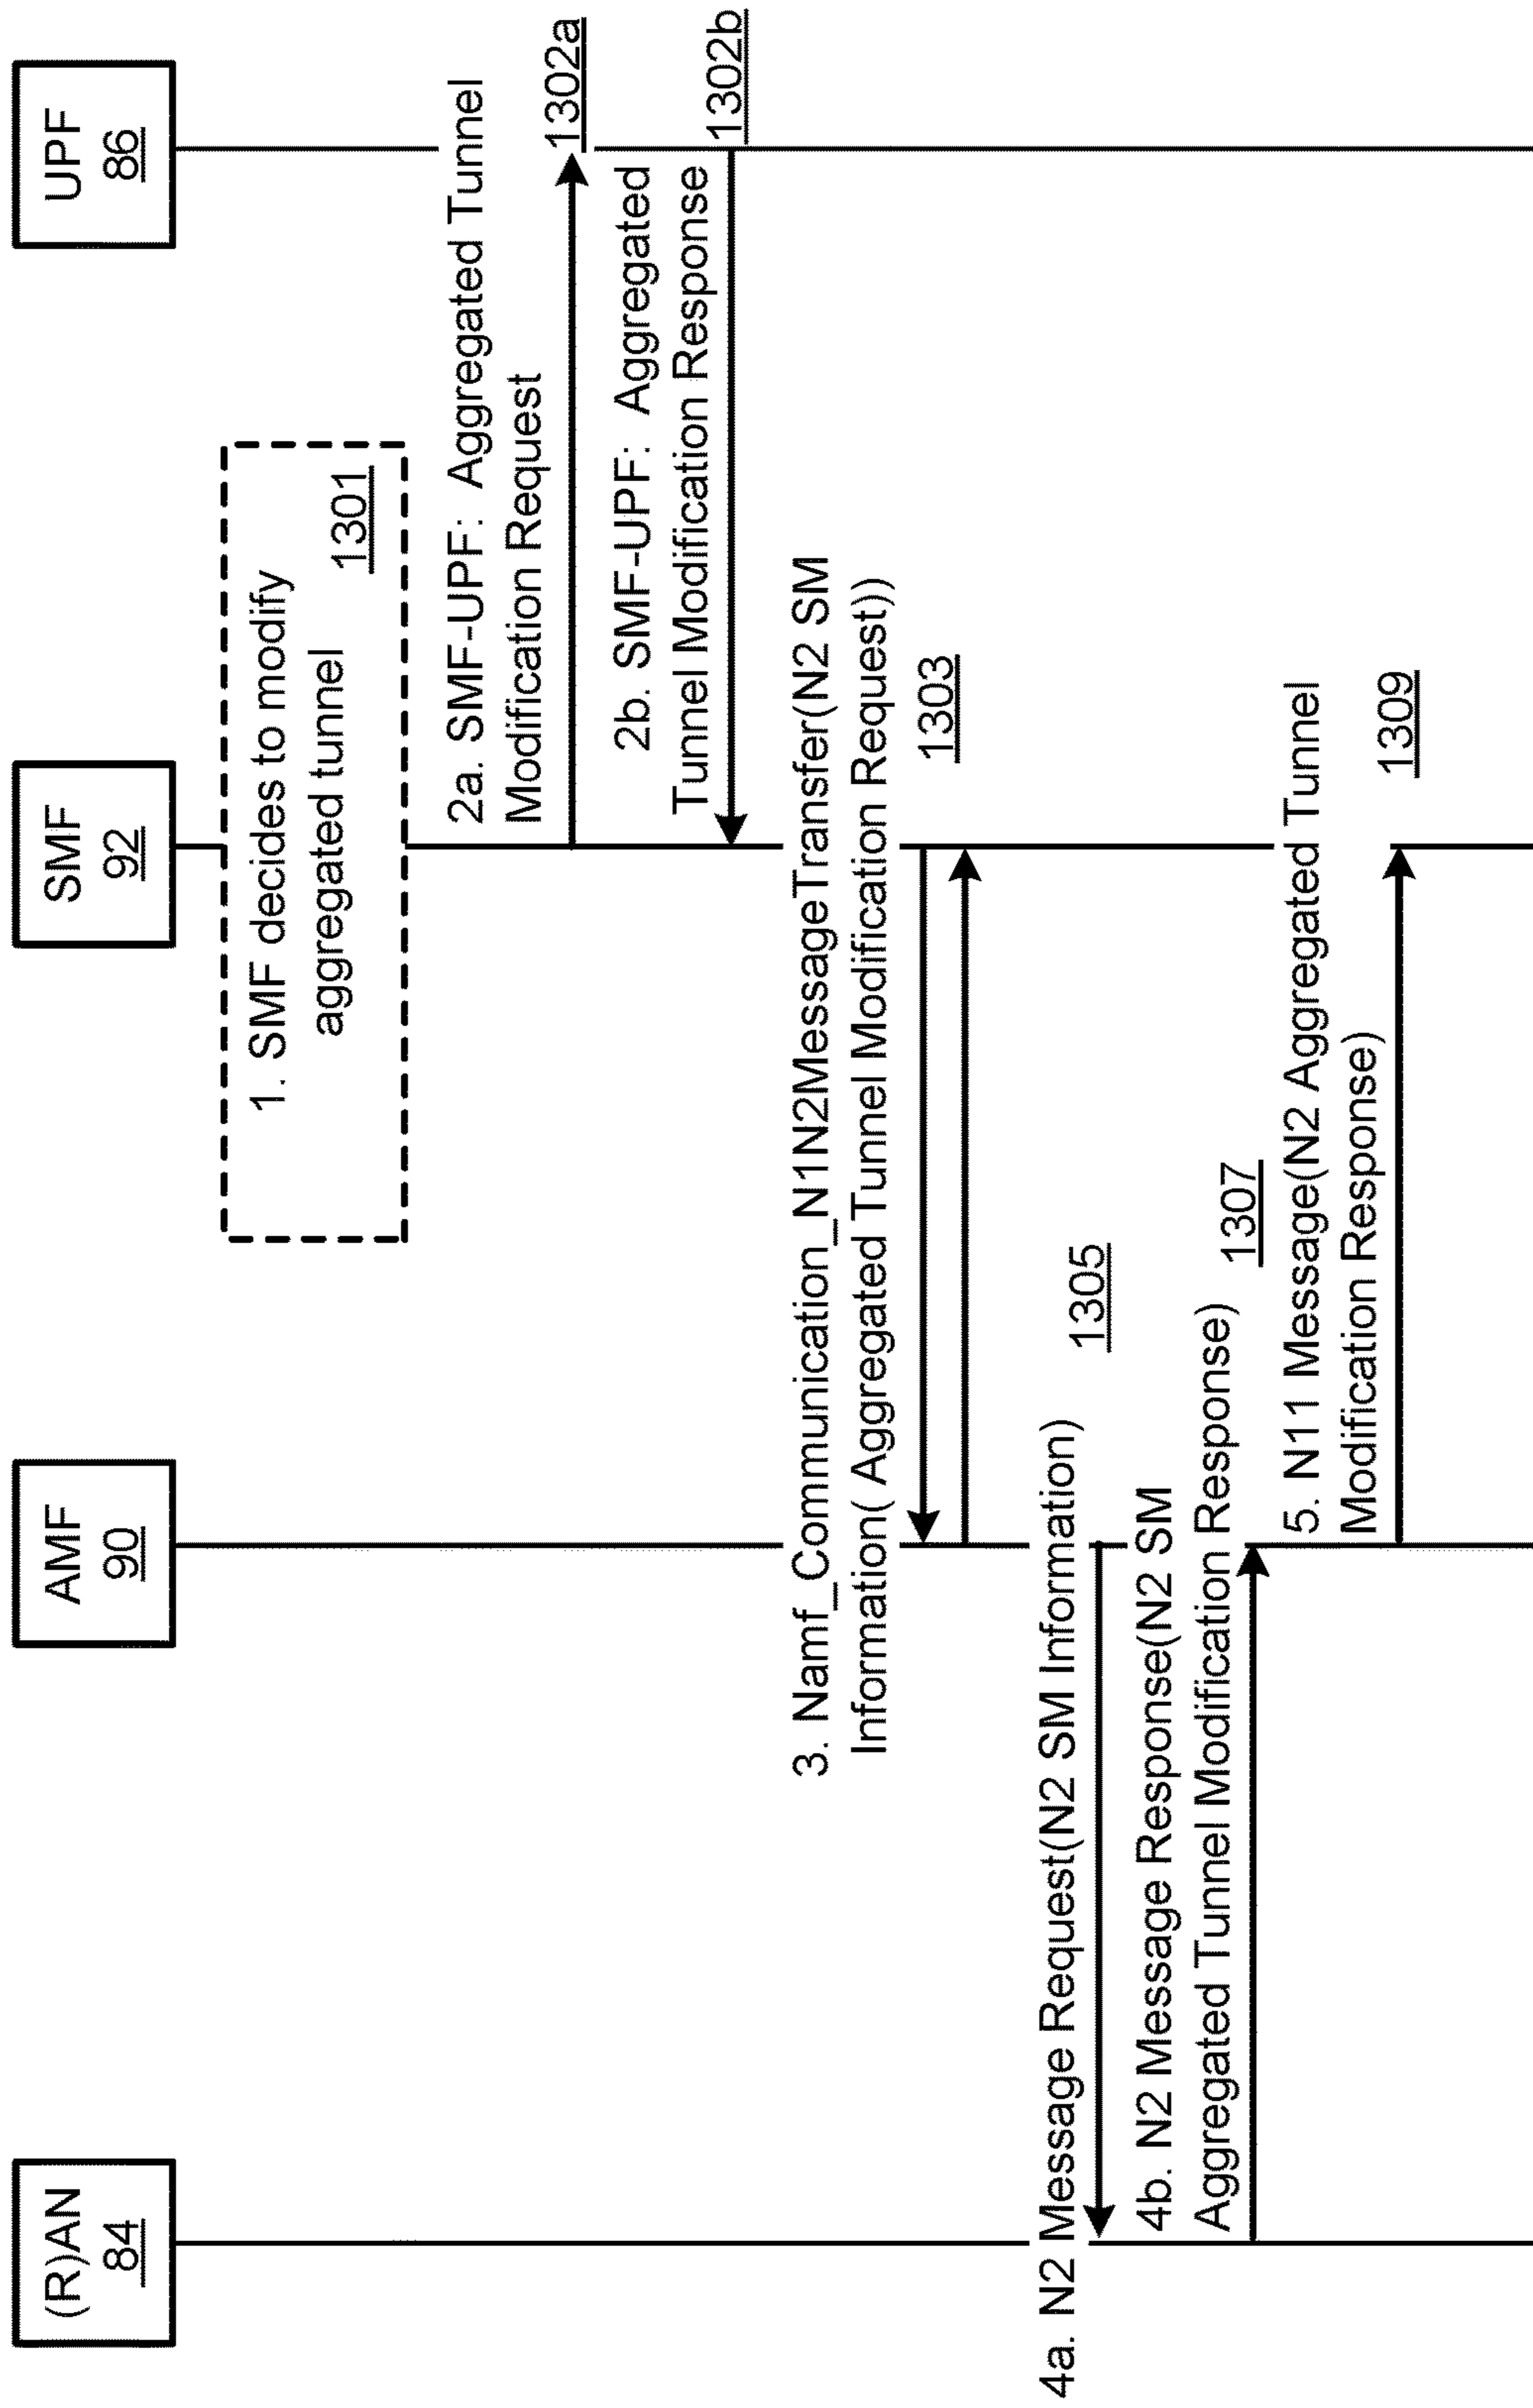 (R)AN
84
AMF
90
SMF
92
UPF
86
1. SMF decides to modify
aggregated tunnel
1301
2a. SMF-UPF: Aggregated Tunnel
Modification Request
1302a
2b. SMF-UPF: Aggregated
Tunnel Modification Response
1302b
3. Namf_Communication_N1N2MessageTransfer(N2 SM
Information( Aggregated Tunnel Modification Request))
1303
4a. N2 Message Request(N2 SM Information)
1305
4b. N2 Message Response(N2 SM
Aggregated Tunnel Modification Response)
1307
5. N11 Message(N2 Aggregated Tunnel
Modification Response)
1309